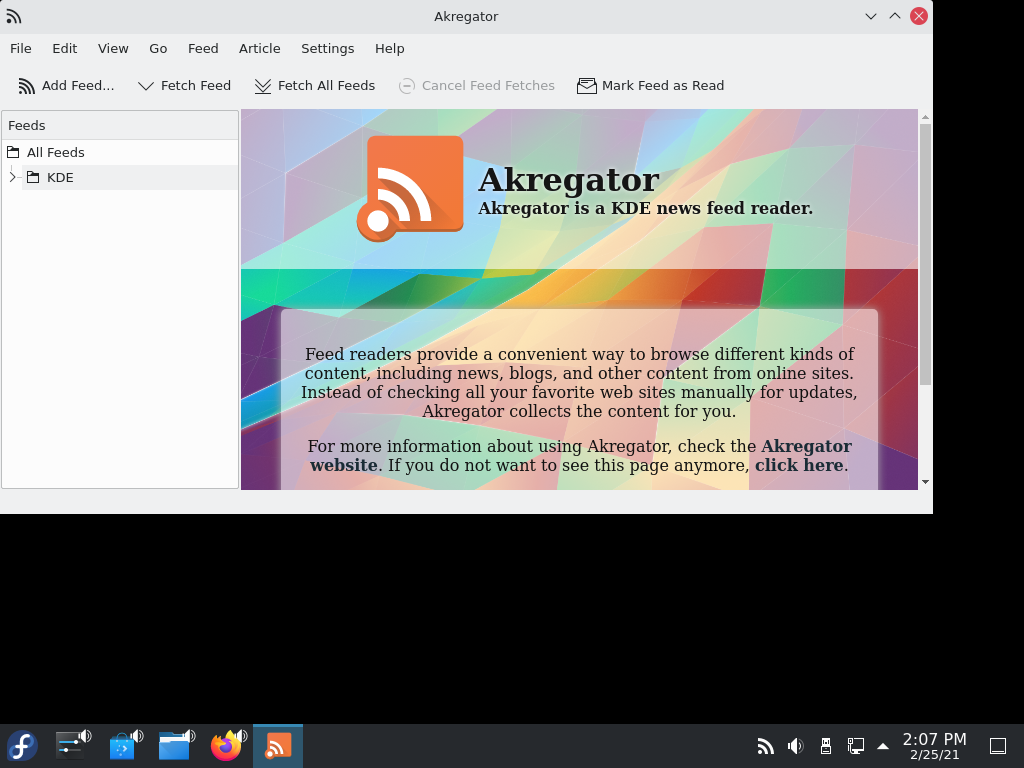 Akregator
File Edit View Go Feed Article Settings Help
Add Feed... Fetch Feed Fetch All Feeds Cancel Feed Fetches Mark Feed as Read
Feeds
All Feeds
KDE
Akregator
Akregator is a KDE news feed reader.
Feed readers provide a convenient way to browse different kinds of
content, including news, blogs, and other content from online sites.
Instead of checking all your favorite web sites manually for updates,
Akregator collects the content for you.
For more information about using Akregator, check the Akregator
website. If you do not want to see this page anymore, click here.
2:07 PM
2/25/21